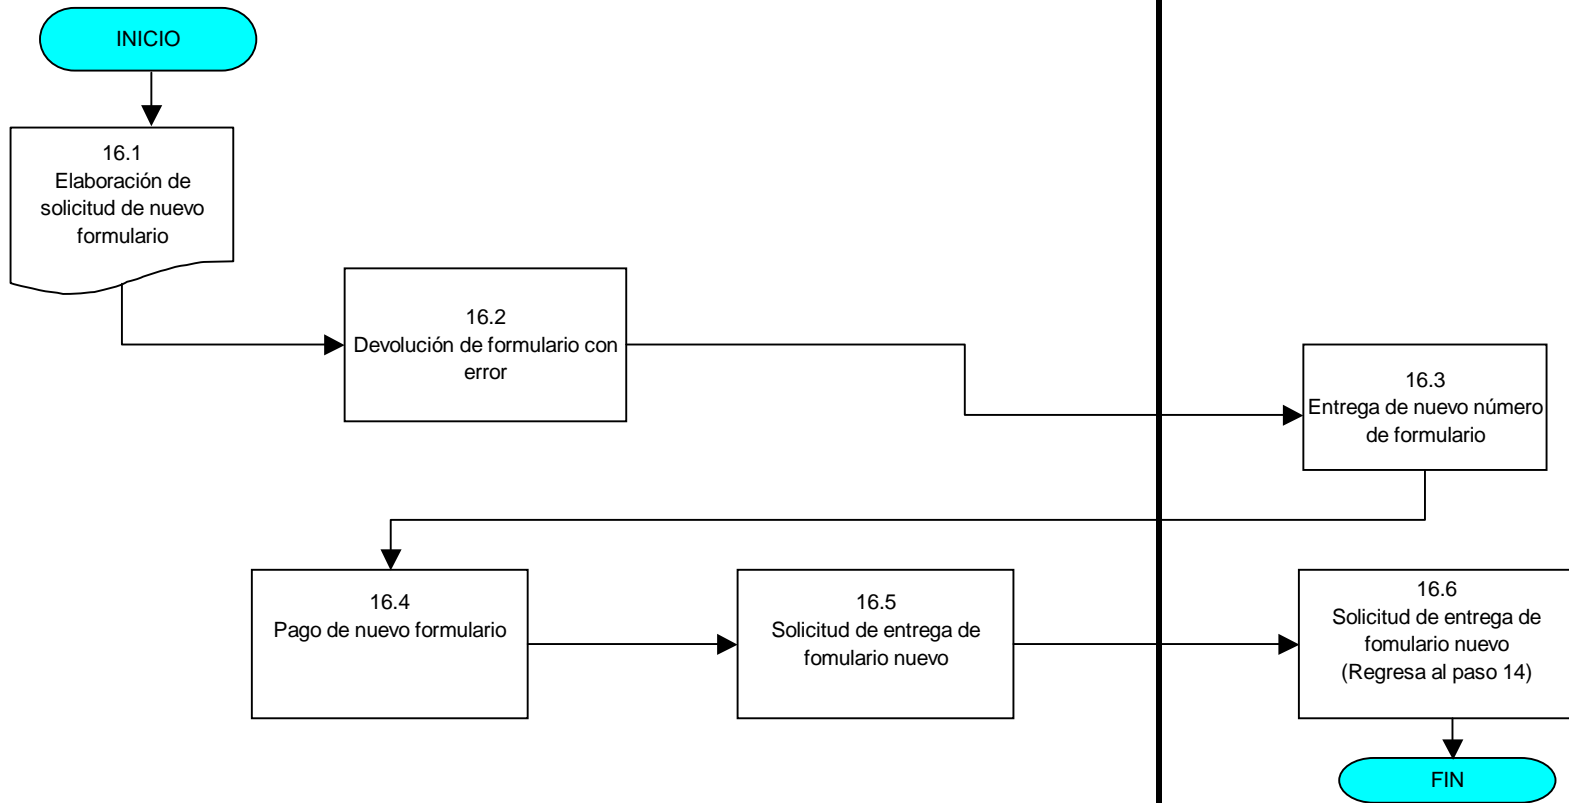 INICIO
16.1
Elaboración de
solicitud de nuevo
formulario
16.2
Devolución de formulario con
error
16.3
Entrega de nuevo número
de formulario
16.4
Pago de nuevo formulario
16.5
Solicitud de entrega de
fomulario nuevo
16.6
Solicitud de entrega de
fomulario nuevo
(Regresa al paso 14)
FIN